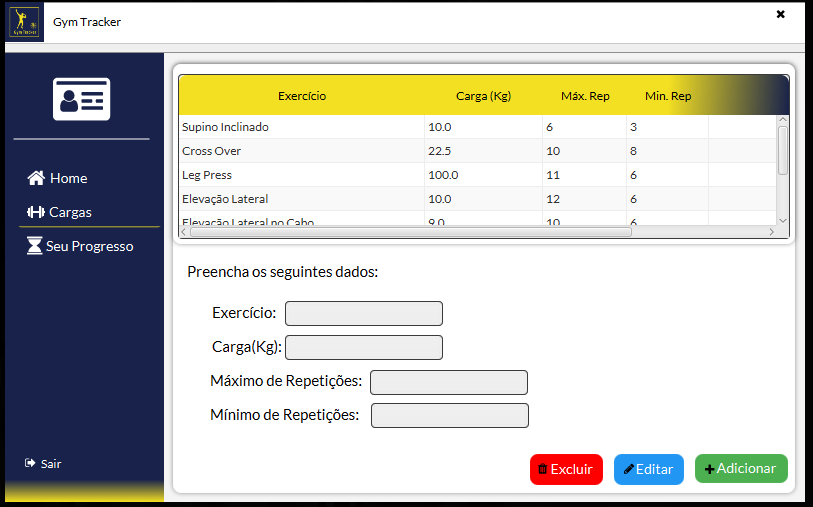 Gym Tracker
Gym Tracker
Home
Cargas
Seu Progresso
Sair
Exercício Carga (Kg) Máx. Rep Min. Rep
Supino Inclinado 10.0 6 3
Cross Over 22.5 10 8
Leg Press 100.0 11 6
Elevação Lateral 10.0 12 6
Elevação Lateral no Cabo 9.0 10 6
Preencha os seguintes dados:
Exercício:
Carga(Kg):
Máximo de Repetições:
Mínimo de Repetições:
Excluir Editar Adicionar